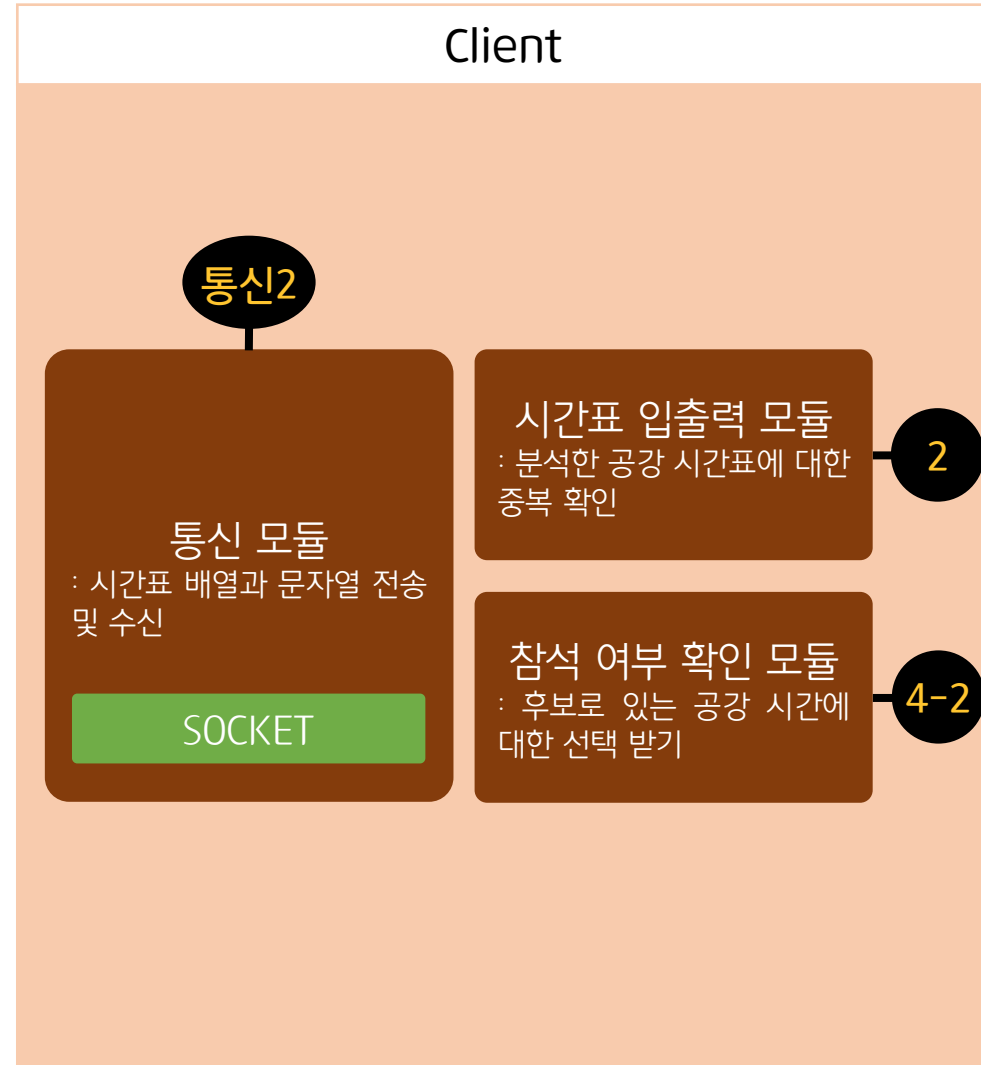 Client
통신2
통신 모듈
: 시간표 배열과 문자열 전송
및 수신
SOCKET
시간표 입출력 모듈
: 분석한 공강 시간표에 대한
중복 확인
2
참석 여부 확인 모듈
: 후보로 있는 공강 시간에
대한 선택 받기
4-2